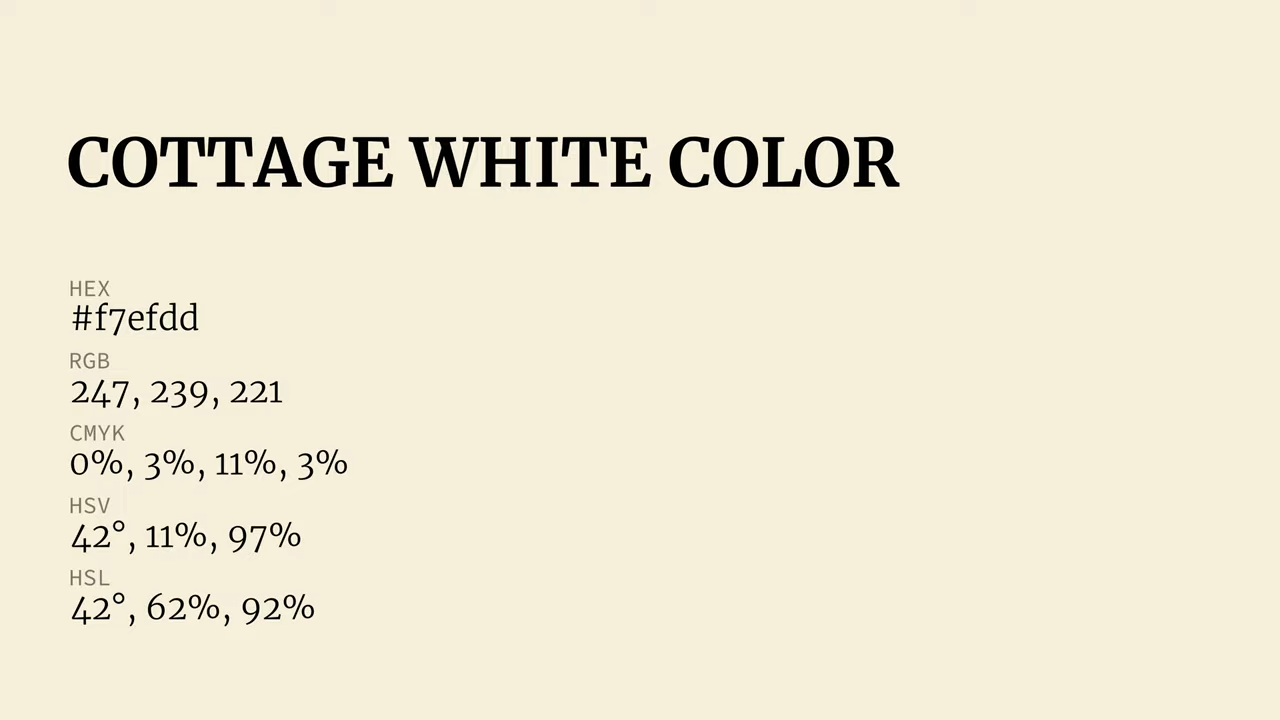 COTTAGE WHITE COLOR
HEX
#f7efdd
RGB
247, 239, 221
CMYK
0%, 3%, 11%, 3%
HSV
42°, 11%, 97%
HSL
42°, 62%, 92%